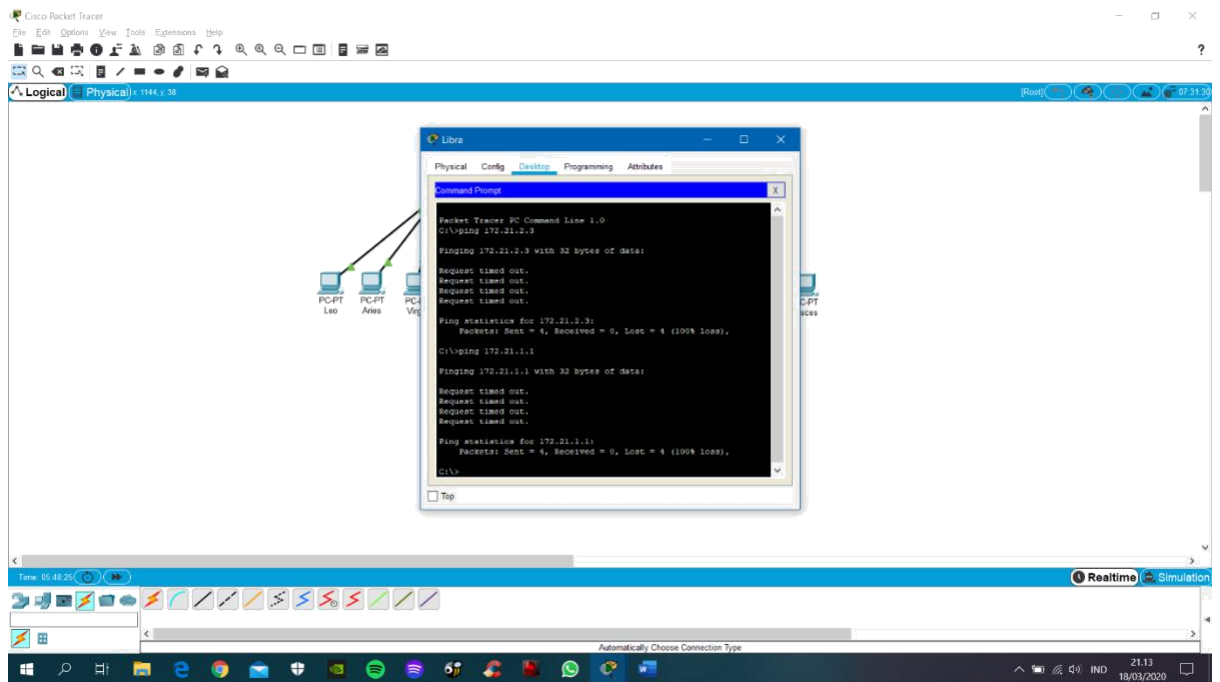 Cisco Packet Tracer
File Edit Options View Tools Extensions Help
?
Logical Physical x: 1144, y: 38 [Root] 07:31:30
Libra
Physical Config Desktop Programming Attributes
Command Prompt X
Packet Tracer PC Command Line 1.0
C:\>ping 172.21.2.3
Pinging 172.21.2.3 with 32 bytes of data:
Request timed out.
Request timed out.
Request timed out.
Request timed out.
Ping statistics for 172.21.2.3:
Packets: Sent = 4, Received = 0, Lost = 4 (100% loss),
C:\>ping 172.21.1.1
Pinging 172.21.1.1 with 32 bytes of data:
Request timed out.
Request timed out.
Request timed out.
Request timed out.
Ping statistics for 172.21.1.1:
Packets: Sent = 4, Received = 0, Lost = 4 (100% loss),
C:\>
Top
PC-PT
Leo
PC-PT
Aries
PC-
Virg
C-PT
sces
Time: 05:48:25 Realtime Simulation
Automatically Choose Connection Type
IND 21.13
18/03/2020